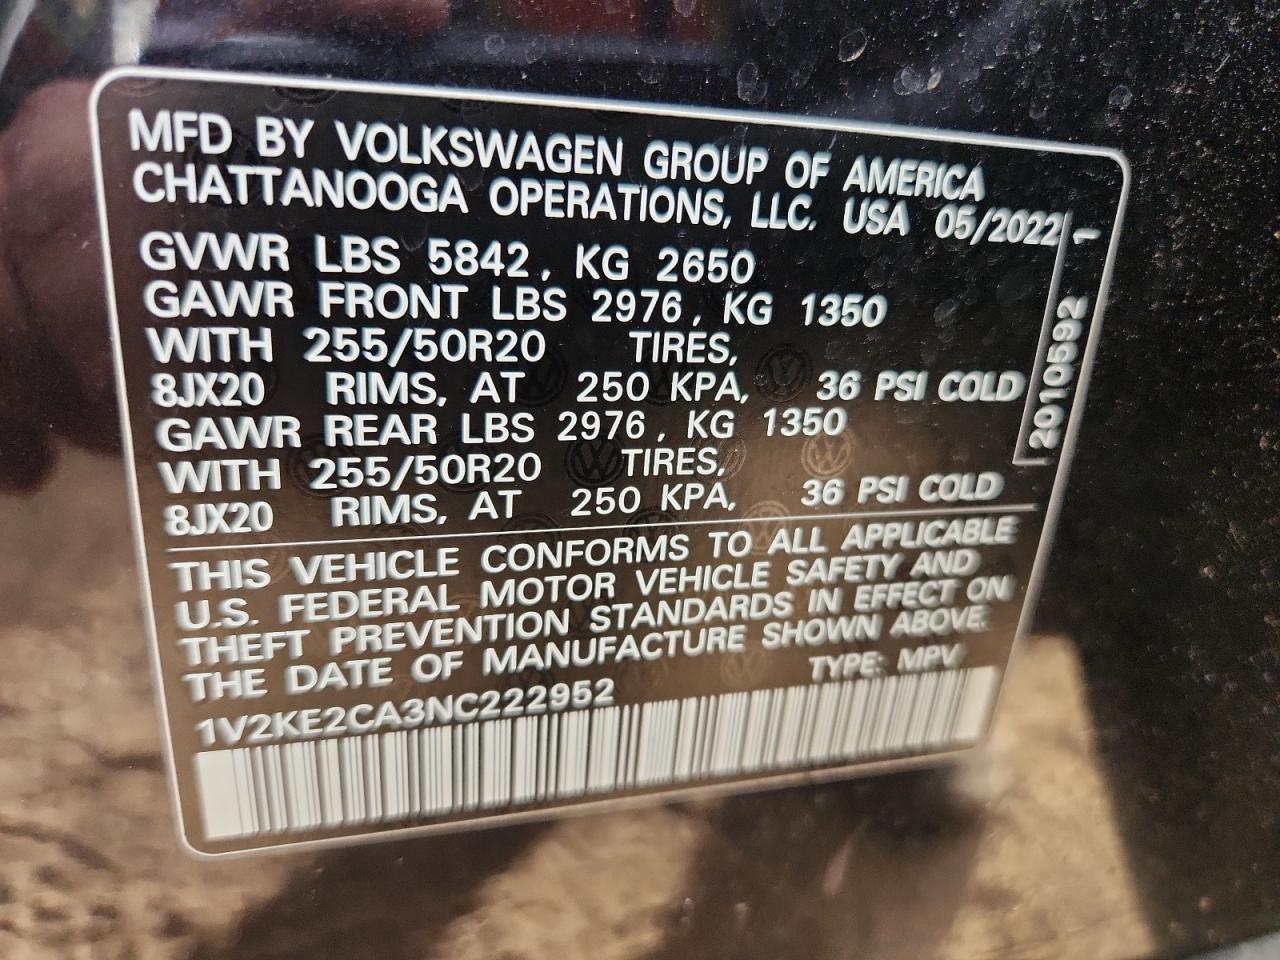 MFD BY VOLKSWAGEN GROUP OF AMERICA
CHATTANOOGA OPERATIONS, LLC. USA 05/2022
GVWR LBS 5842, KG 2650
GAWR FRONT LBS 2976, KG 1350
WITH 255/50R20 TIRES,
8JX20 RIMS, AT 250 KPA, 36 PSI COLD
GAWR REAR LBS 2976, KG 1350
WITH 255/50R20 TIRES,
8JX20 RIMS, AT 250 KPA, 36 PSI COLD
2010592 1
THIS VEHICLE CONFORMS TO ALL APPLICABLE
U.S. FEDERAL MOTOR VEHICLE SAFETY AND
THEFT PREVENTION STANDARDS IN EFFECT ON
THE DATE OF MANUFACTURE SHOWN ABOVE.
1V2KE2CA3NC222952 TYPE: MPV